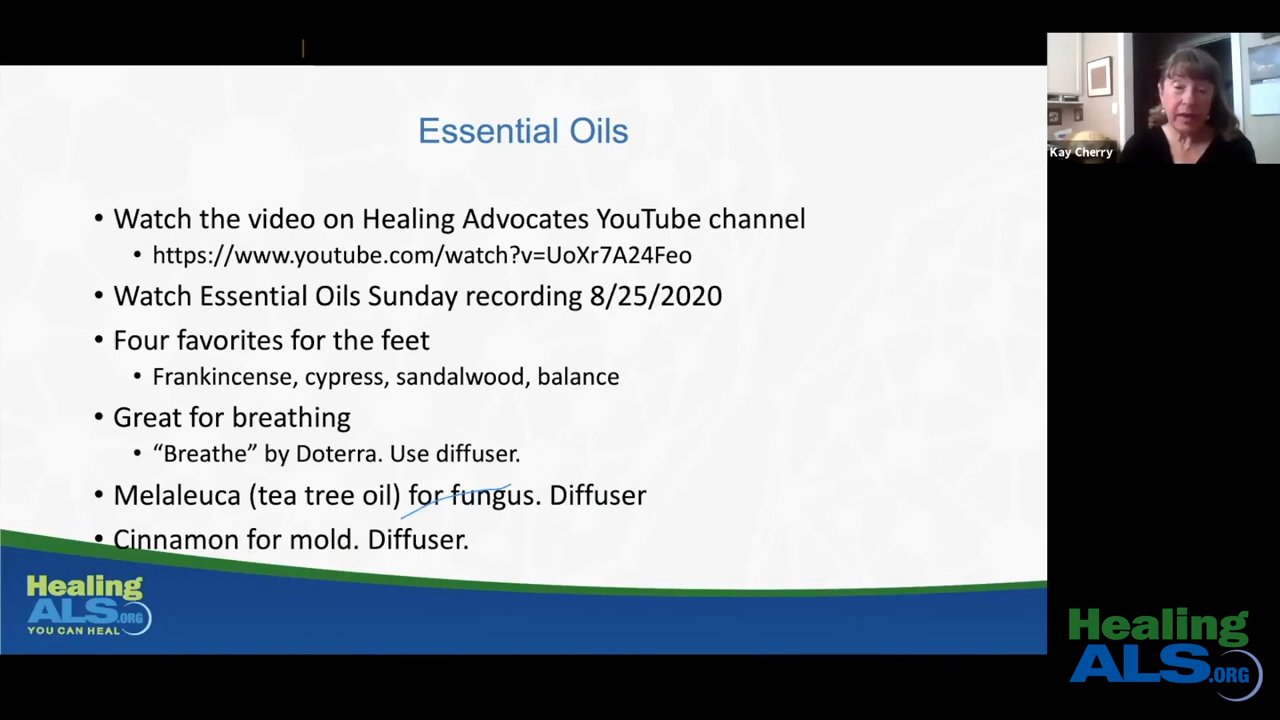 Essential Oils
• Watch the video on Healing Advocates YouTube channel
• https://www.youtube.com/watch?v=UoXr7A24Feo
• Watch Essential Oils Sunday recording 8/25/2020
• Four favorites for the feet
• Frankincense, cypress, sandalwood, balance
• Great for breathing
• “Breathe” by Doterra. Use diffuser.
• Melaleuca (tea tree oil) for fungus. Diffuser
• Cinnamon for mold. Diffuser.
Healing
ALS.ORG
YOU CAN HEAL
Kay Cherry
Healing
ALS.ORG